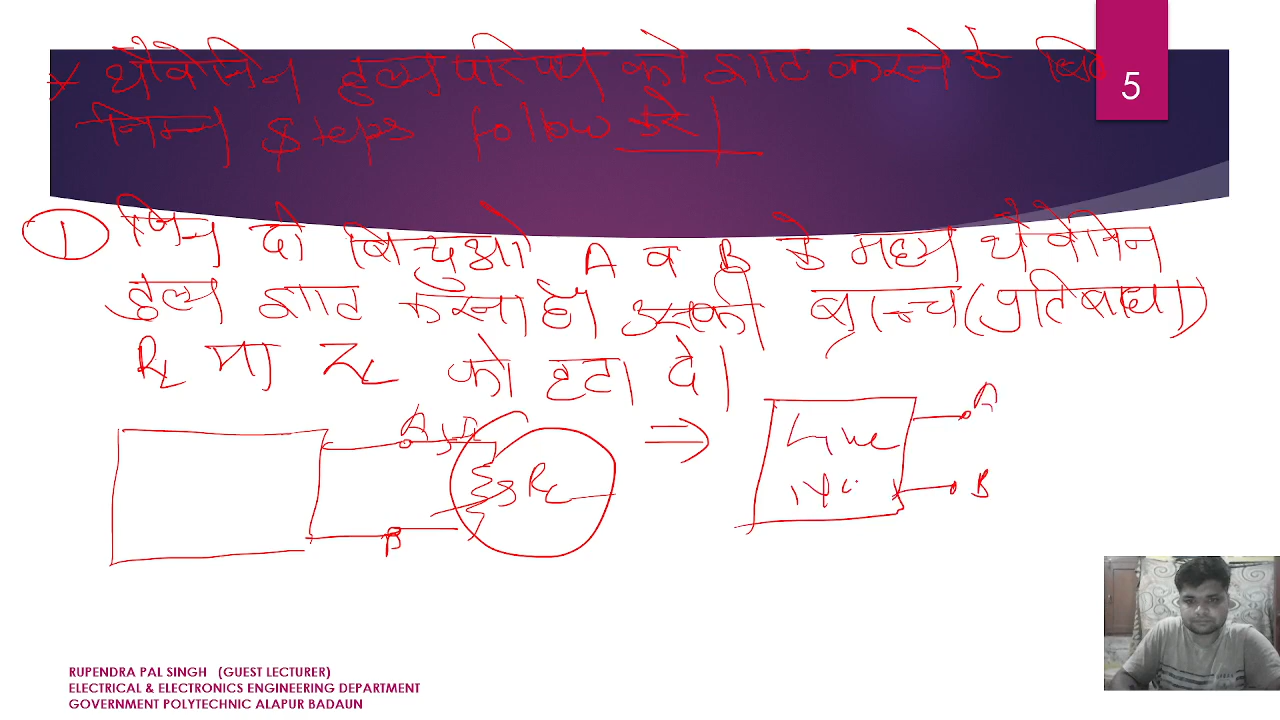 * थेवेनिन तुल्य परिपथ को ज्ञात करने के लिए
5
निम्न steps follow करे।
① जिन दो बिन्दुओ A व B के मध्य थेवेनिन
तुल्य ज्ञात करना है। उसकी ब्रान्च (प्रतिबाधा)
RL या ZL को हटा दे।
A
B
RL
⇒
A
B
RUPENDRA PAL SINGH (GUEST LECTURER)
ELECTRICAL & ELECTRONICS ENGINEERING DEPARTMENT
GOVERNMENT POLYTECHNIC ALAPUR BADAUN